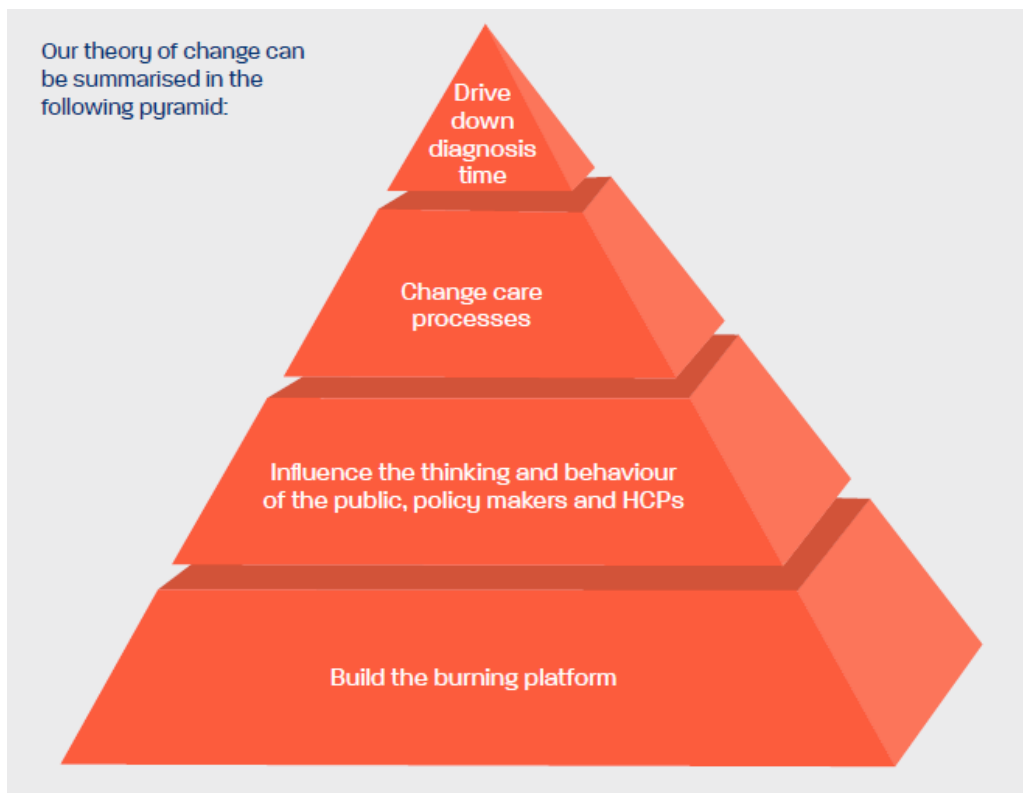 Our theory of change can
be summarised in the
following pyramid:
Drive
down
diagnosis
time
Change care
processes
Influence the thinking and behaviour
of the public, policy makers and HCPs
Build the burning platform